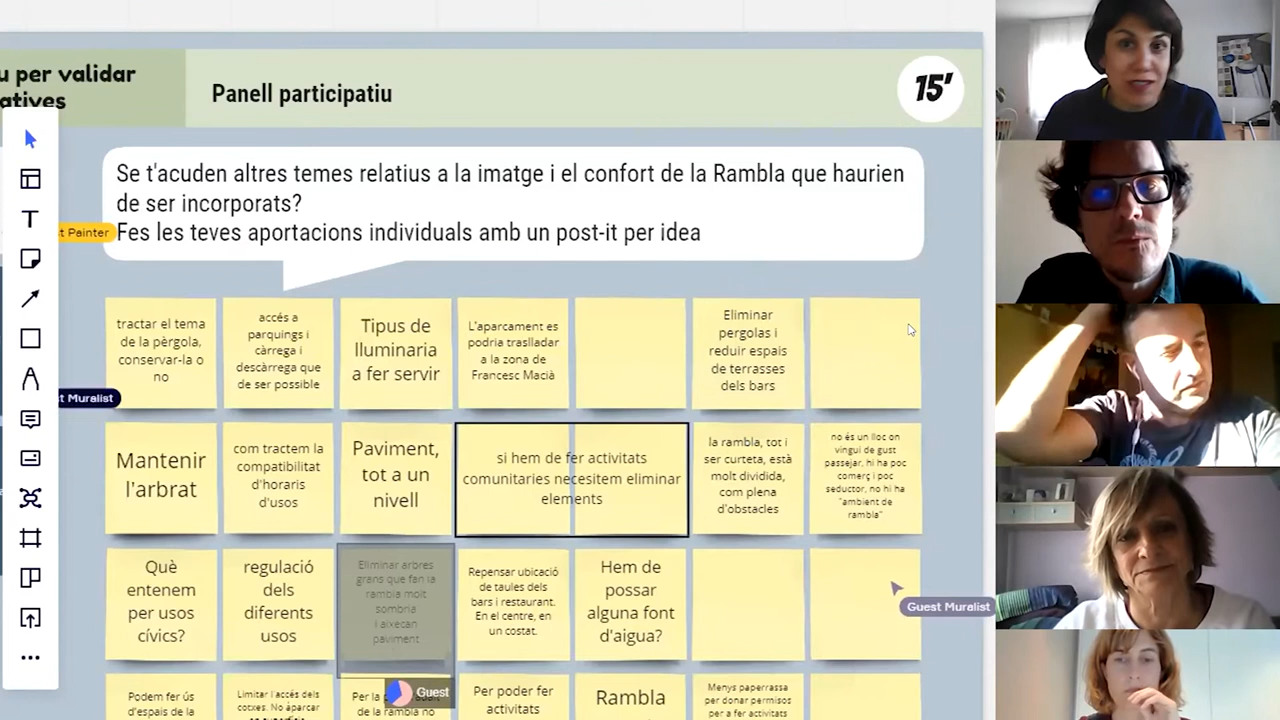 u per validar
atives
Panell participatiu
15'
Se t'acuden altres temes relatius a la imatge i el confort de la Rambla que haurien
de ser incorporats?
Fes les teves aportacions individuals amb un post-it per idea
t Painter
tractar el tema
de la pèrgola,
conservar-la o
no
accés a
parquings i
càrrega i
descàrrega que
de ser possible
Tipus de
lluminaria
a fer servir
L'aparcament es
podria traslladar
a la zona de
Francesc Macià
Eliminar
pergolas i
reduir espais
de terrasses
dels bars
t Muralist
Mantenir
l'arbrat
com tractem la
compatibilitat
d'horaris
d'usos
Paviment,
tot a un
nivell
si hem de fer activitats
comunitaries necesitem eliminar
elements
la rambla, tot i
ser curteta, està
molt dividida,
com plena
d'obstacles
no és un lloc on
vingui de gust
passejar, hi ha poc
comerç i poc
seductor, no hi ha
"ambient de
rambla"
Què
entenem
per usos
cívics?
regulació
dels
diferents
usos
Eliminar arbres
grans que fan la
rambla molt
sombria
i aixecan
paviment
Repensar ubicació
de taules dels
bars i restaurant.
En el centre, en
un costat.
Hem de
possar
alguna font
d'aigua?
Guest Muralist
Guest
Podem fer ús
d'espais de la
Limitar l'accés dels
cotxes. No aparcar
Per la
de la rambla no
Per poder fer
activitats
Rambla
Menys paperrassa
per donar permisos
per a fer activitats